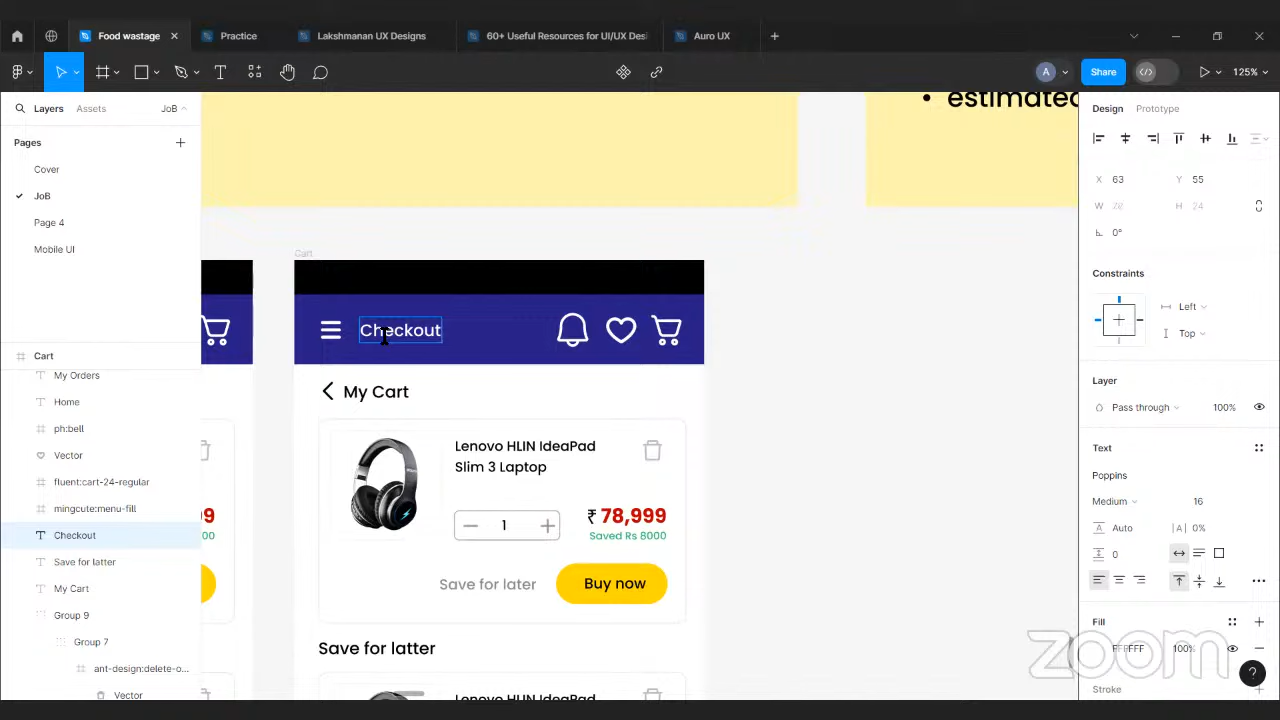 Food wastage
Practice
Lakshmanan UX Designs
60+ Useful Resources for UI/UX Desi
Auro UX
A
Share
125%
Layers
Assets
JoB
Pages
Cover
JoB
Page 4
Mobile UI
Cart
My Orders
Home
ph:bell
Vector
fluent:cart-24-regular
mingcute:menu-fill
Checkout
Save for latter
My Cart
Group 9
Group 7
ant-design:delete-o...
Vector
• estimated
Cart
Checkout
My Cart
Lenovo HLIN IdeaPad
Slim 3 Laptop
1
₹ 78,999
Saved Rs 8000
Save for later
Buy now
Save for latter
Lenovo HLIN IdeaPad
99
00
Design
Prototype
X 63
Y 55
W
H 24
0°
Constraints
Left
Top
Layer
Pass through
100%
Text
Poppins
Medium
16
Auto
0%
0
Fill
FFFFFF
100%
Stroke
zoom
?